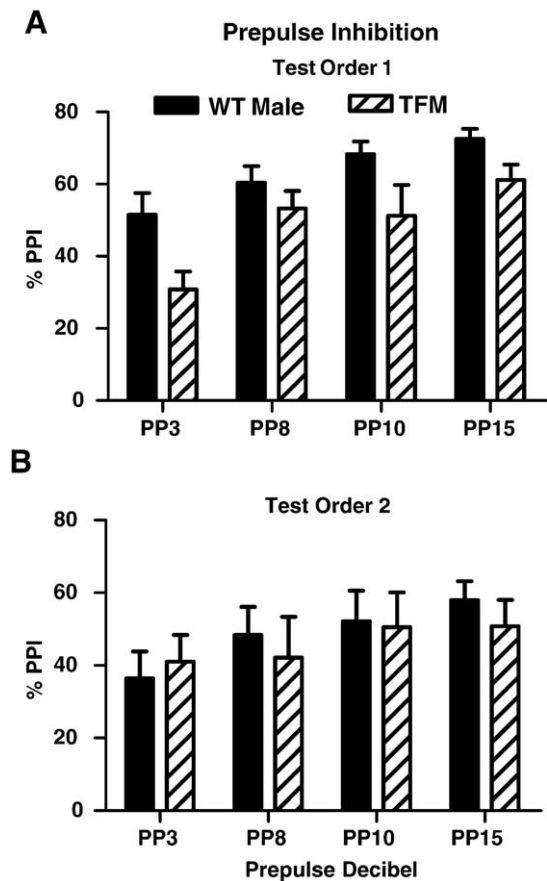 A
Prepulse Inhibition
Test Order 1
WT Male TFM
80
60
40
20
0
% PPI
PP3 PP8 PP10 PP15
B
Test Order 2
80
60
40
20
0
% PPI
PP3 PP8 PP10 PP15
Prepulse Decibel